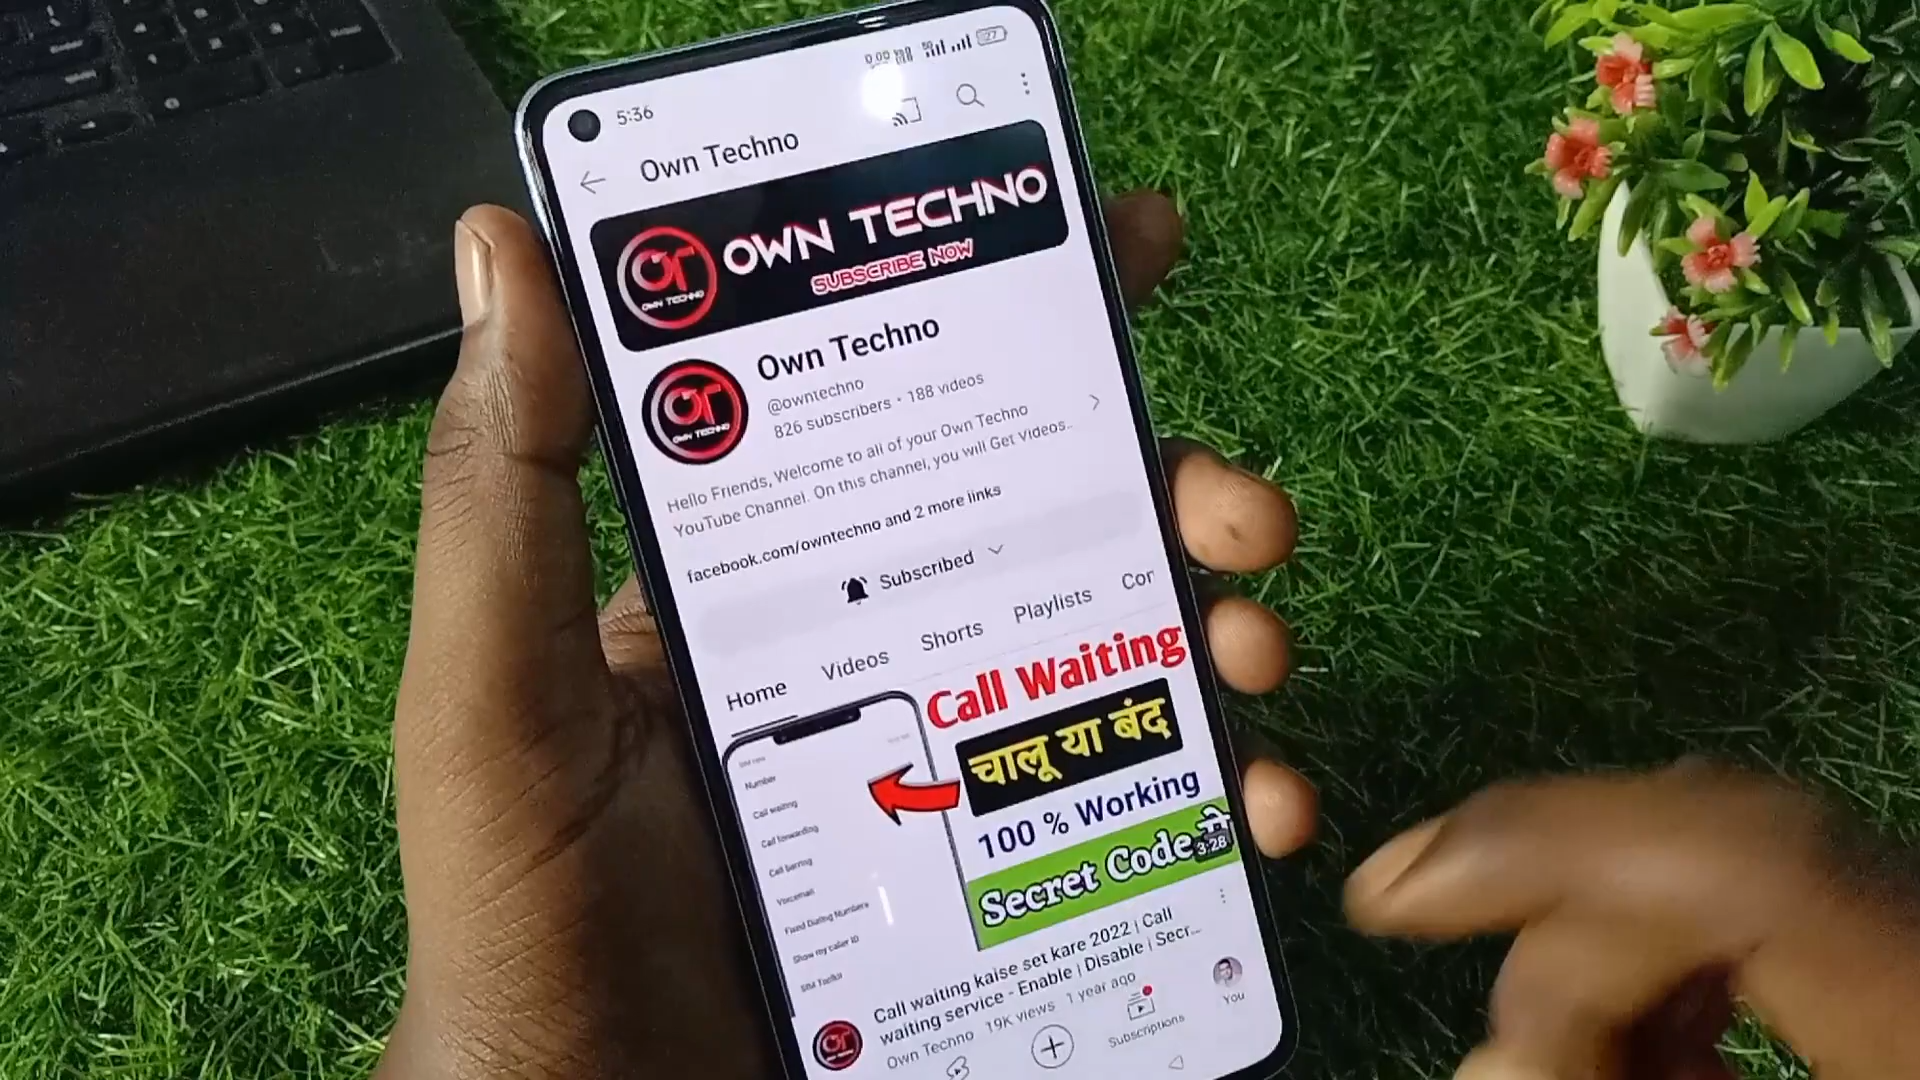 5:36
27
Own Techno
OWN TECHNO
SUBSCRIBE NOW
OWN TECHNO
Own Techno
@owntechno
826 subscribers • 188 videos
OWN TECHNO
Hello Friends, Welcome to all of your Own Techno
YouTube Channel. On this channel, you will Get Videos..
facebook.com/owntechno and 2 more links
Subscribed
Home
Videos
Shorts
Playlists
Cor
Call Waiting
चालू या बंद
100 % Working
Secret Code से
3:28
Number
Call waiting
Call forwarding
Call barring
Voicemail
Fixed Dialing Numbers
Show my caller ID
SIM Toolkit
Call waiting kaise set kare 2022 | Call
waiting service - Enable | Disable | Secr...
Own Techno 19K views 1 year ago
Subscriptions
You